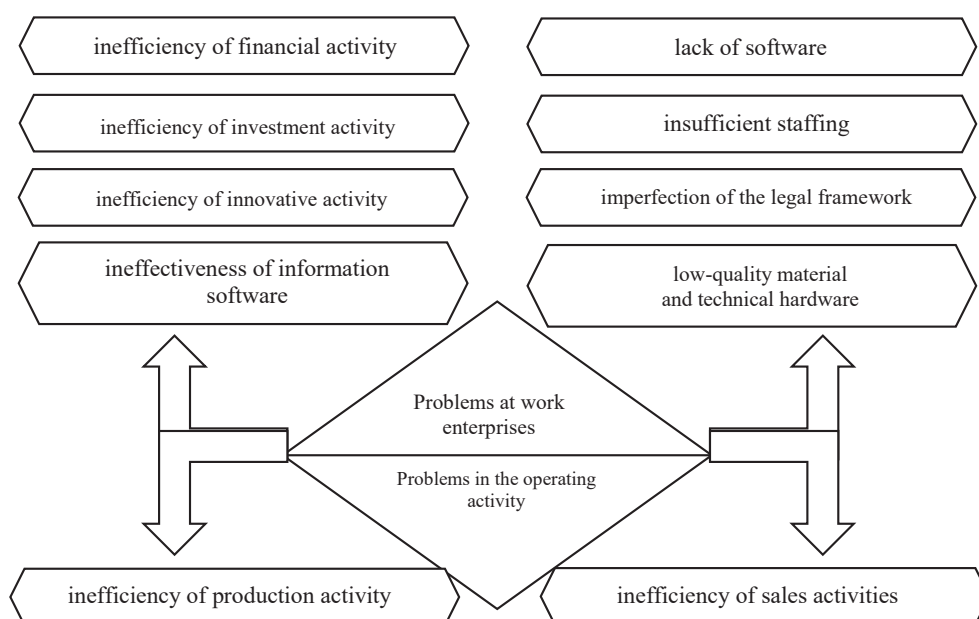 inefficiency of financial activity
lack of software
inefficiency of investment activity
insufficient staffing
inefficiency of innovative activity
imperfection of the legal framework
ineffectiveness of information
software
low-quality material
and technical hardware
Problems at work
enterprises
Problems in the operating
activity
inefficiency of production activity
inefficiency of sales activities